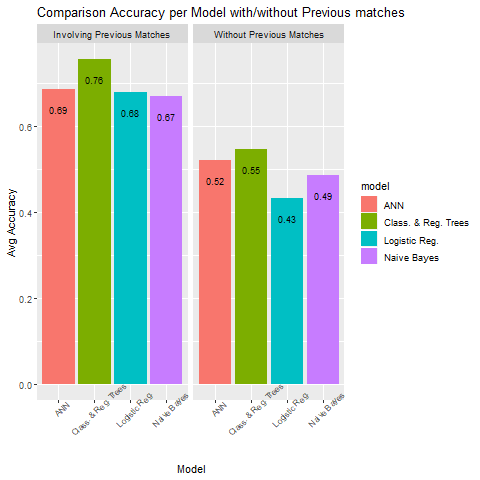 Comparison Accuracy per Model with/without Previous matches
Involving Previous Matches
Without Previous Matches
Avg Accuracy
0.6
0.4
0.2
0.0
0.69
0.76
0.68
0.67
0.52
0.55
0.43
0.49
ANN
Class. & Reg. Trees
Logistic Reg.
Naive Bayes
ANN
Class. & Reg. Trees
Logistic Reg.
Naive Bayes
Model
model
ANN
Class. & Reg. Trees
Logistic Reg.
Naive Bayes